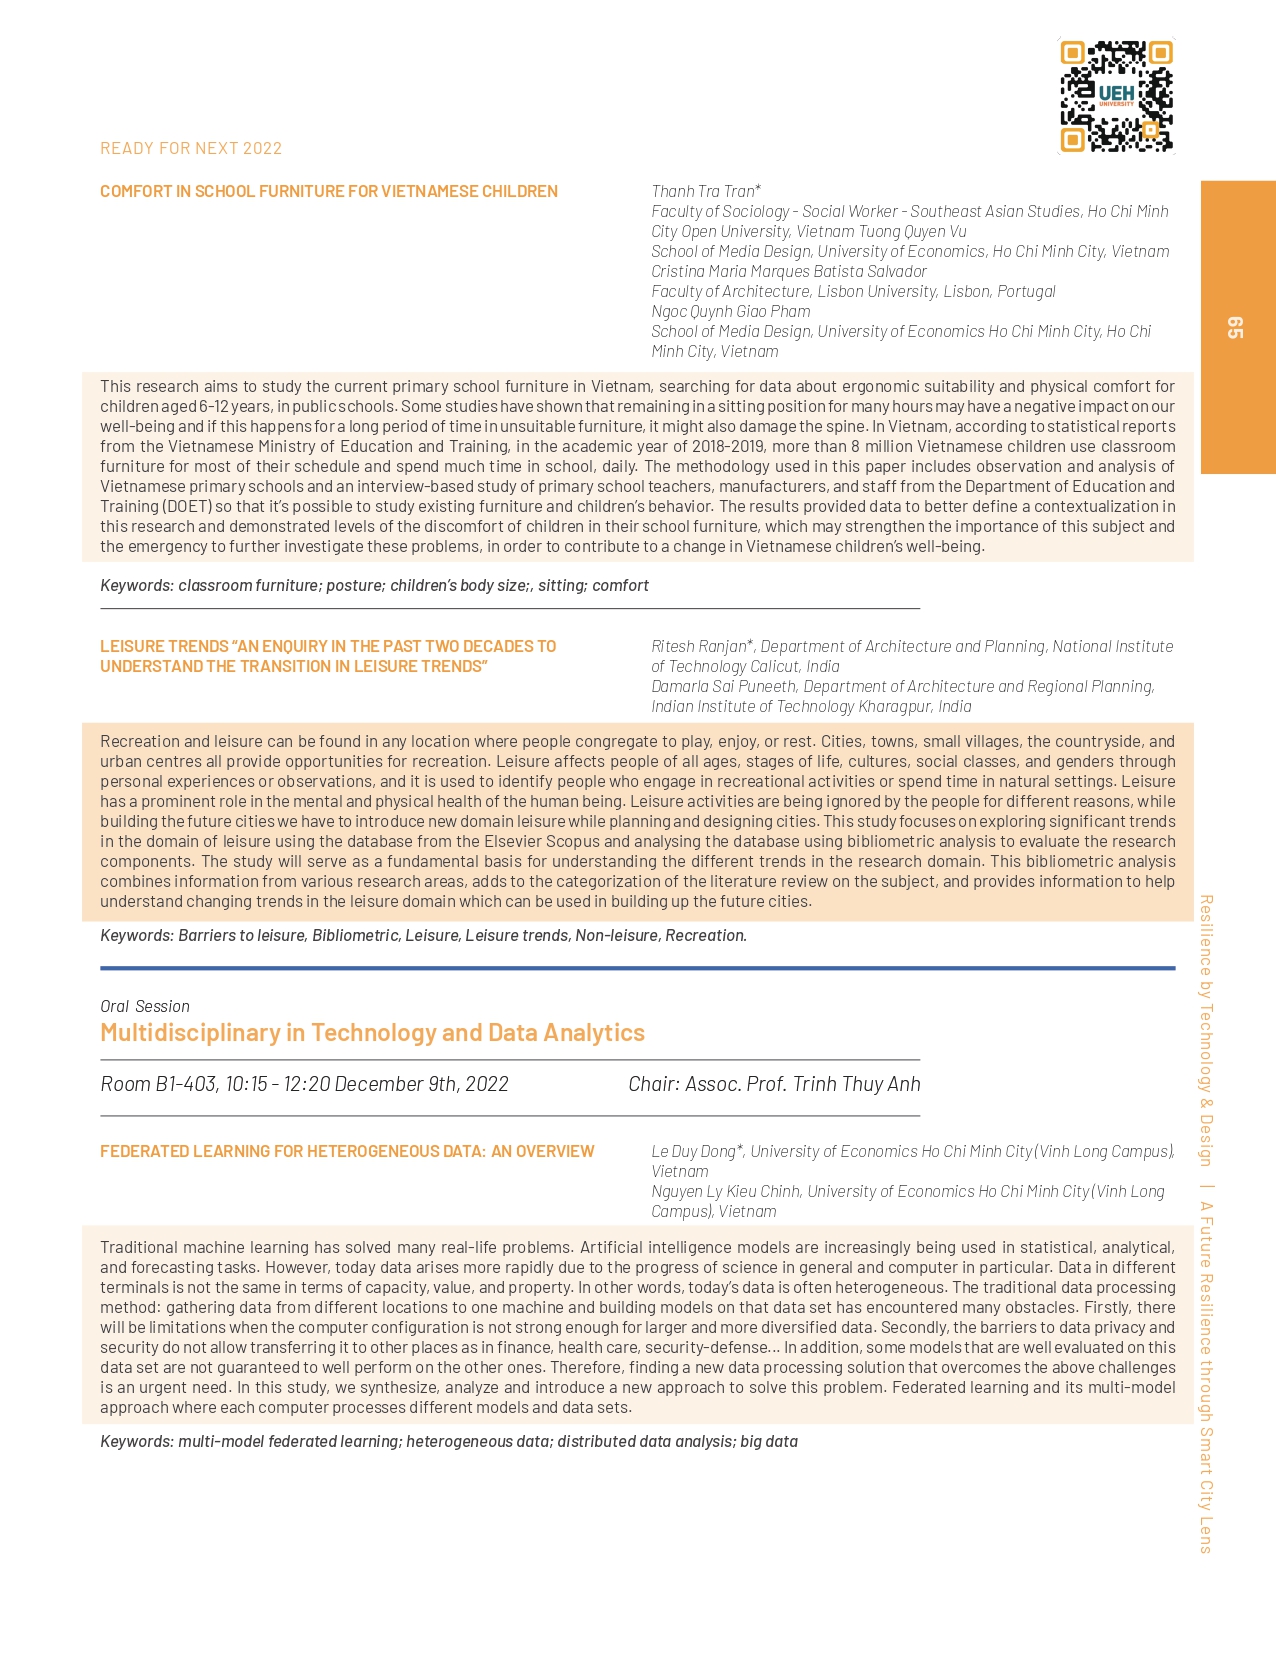 UEH
UNIVERSITY
READY FOR NEXT 2022
COMFORT IN SCHOOL FURNITURE FOR VIETNAMESE CHILDREN
Thanh Tra Tran*
Faculty of Sociology - Social Worker - Southeast Asian Studies, Ho Chi Minh
City Open University, Vietnam Tuong Quyen Vu
School of Media Design, University of Economics, Ho Chi Minh City, Vietnam
Cristina Maria Marques Batista Salvador
Faculty of Architecture, Lisbon University, Lisbon, Portugal
Ngoc Quynh Giao Pham
School of Media Design, University of Economics Ho Chi Minh City, Ho Chi
Minh City, Vietnam
65
This research aims to study the current primary school furniture in Vietnam, searching for data about ergonomic suitability and physical comfort for
children aged 6-12 years, in public schools. Some studies have shown that remaining in a sitting position for many hours may have a negative impact on our
well-being and if this happens for a long period of time in unsuitable furniture, it might also damage the spine. In Vietnam, according to statistical reports
from the Vietnamese Ministry of Education and Training, in the academic year of 2018-2019, more than 8 million Vietnamese children use classroom
furniture for most of their schedule and spend much time in school, daily. The methodology used in this paper includes observation and analysis of
Vietnamese primary schools and an interview-based study of primary school teachers, manufacturers, and staff from the Department of Education and
Training (DOET) so that it's possible to study existing furniture and children's behavior. The results provided data to better define a contextualization in
this research and demonstrated levels of the discomfort of children in their school furniture, which may strengthen the importance of this subject and
the emergency to further investigate these problems, in order to contribute to a change in Vietnamese children's well-being.
Keywords: classroom furniture; posture; children's body size;, sitting; comfort
LEISURE TRENDS “AN ENQUIRY IN THE PAST TWO DECADES TO
UNDERSTAND THE TRANSITION IN LEISURE TRENDS”
Ritesh Ranjan*, Department of Architecture and Planning, National Institute
of Technology Calicut, India
Damarla Sai Puneeth, Department of Architecture and Regional Planning,
Indian Institute of Technology Kharagpur, India
Recreation and leisure can be found in any location where people congregate to play, enjoy, or rest. Cities, towns, small villages, the countryside, and
urban centres all provide opportunities for recreation. Leisure affects people of all ages, stages of life, cultures, social classes, and genders through
personal experiences or observations, and it is used to identify people who engage in recreational activities or spend time in natural settings. Leisure
has a prominent role in the mental and physical health of the human being. Leisure activities are being ignored by the people for different reasons, while
building the future cities we have to introduce new domain leisure while planning and designing cities. This study focuses on exploring significant trends
in the domain of leisure using the database from the Elsevier Scopus and analysing the database using bibliometric analysis to evaluate the research
components. The study will serve as a fundamental basis for understanding the different trends in the research domain. This bibliometric analysis
combines information from various research areas, adds to the categorization of the literature review on the subject, and provides information to help
understand changing trends in the leisure domain which can be used in building up the future cities.
Keywords: Barriers to leisure, Bibliometric, Leisure, Leisure trends, Non-leisure, Recreation.
Oral Session
Multidisciplinary in Technology and Data Analytics
Room B1-403, 10:15 - 12:20 December 9th, 2022
Chair: Assoc. Prof. Trinh Thuy Anh
FEDERATED LEARNING FOR HETEROGENEOUS DATA: AN OVERVIEW
Le Duy Dong*, University of Economics Ho Chi Minh City (Vinh Long Campus),
Vietnam
Nguyen Ly Kieu Chinh, University of Economics Ho Chi Minh City (Vinh Long
Campus), Vietnam
Traditional machine learning has solved many real-life problems. Artificial intelligence models are increasingly being used in statistical, analytical,
and forecasting tasks. However, today data arises more rapidly due to the progress of science in general and computer in particular. Data in different
terminals is not the same in terms of capacity, value, and property. In other words, today's data is often heterogeneous. The traditional data processing
method: gathering data from different locations to one machine and building models on that data set has encountered many obstacles. Firstly, there
will be limitations when the computer configuration is not strong enough for larger and more diversified data. Secondly, the barriers to data privacy and
security do not allow transferring it to other places as in finance, health care, security-defense... In addition, some models that are well evaluated on this
data set are not guaranteed to well perform on the other ones. Therefore, finding a new data processing solution that overcomes the above challenges
is an urgent need. In this study, we synthesize, analyze and introduce a new approach to solve this problem. Federated learning and its multi-model
approach where each computer processes different models and data sets.
Keywords: multi-model federated learning; heterogeneous data; distributed data analysis; big data
Resilience by Technology & Design | A Future Resilience through Smart City Lens